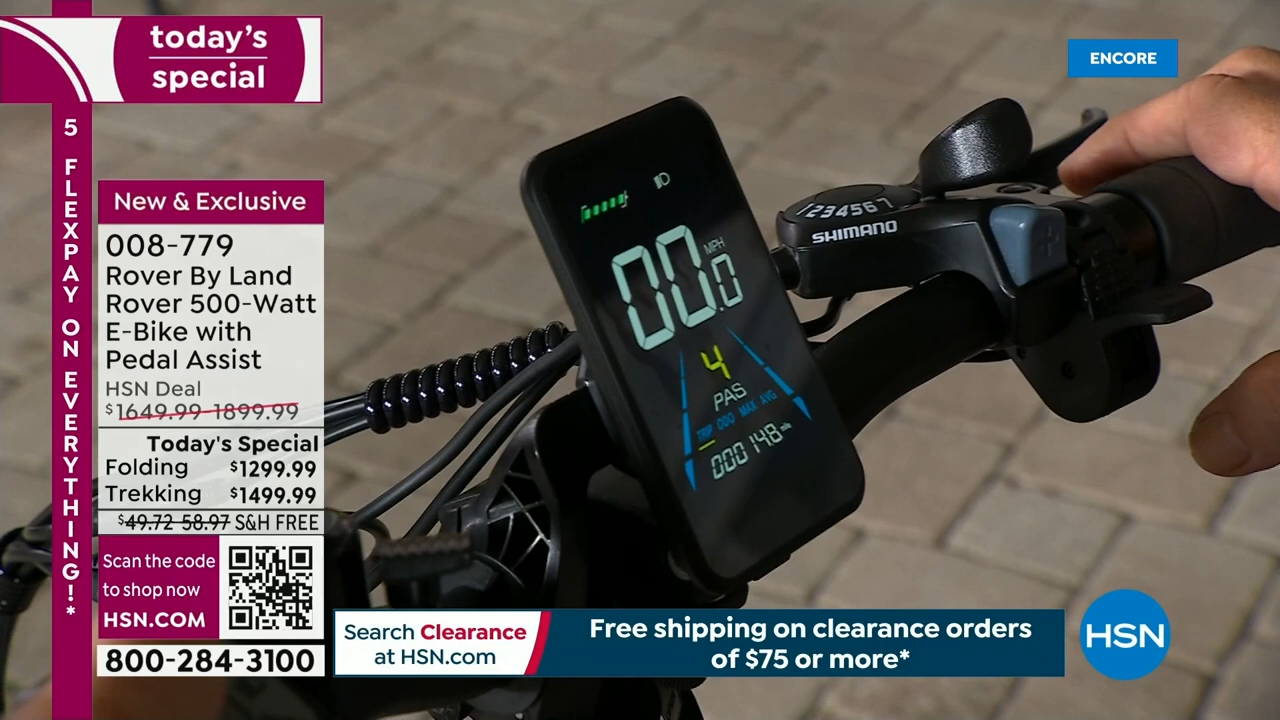 today's
special
ENCORE
5 FLEXPAY ON EVERYTHING!*
New & Exclusive
008-779
Rover By Land
Rover 500-Watt
E-Bike with
Pedal Assist
HSN Deal
$1649.99-1899.99
Today's Special
Folding $1299.99
Trekking $1499.99
$49.72-58.97 S&H FREE
Scan the code
to shop now
HSN.COM
800-284-3100
00.0 MPH
4
PAS
TRIP ODO MAX AVG
000148 mile
1234567
SHIMANO
Search Clearance
at HSN.com
Free shipping on clearance orders
of $75 or more*
HSN